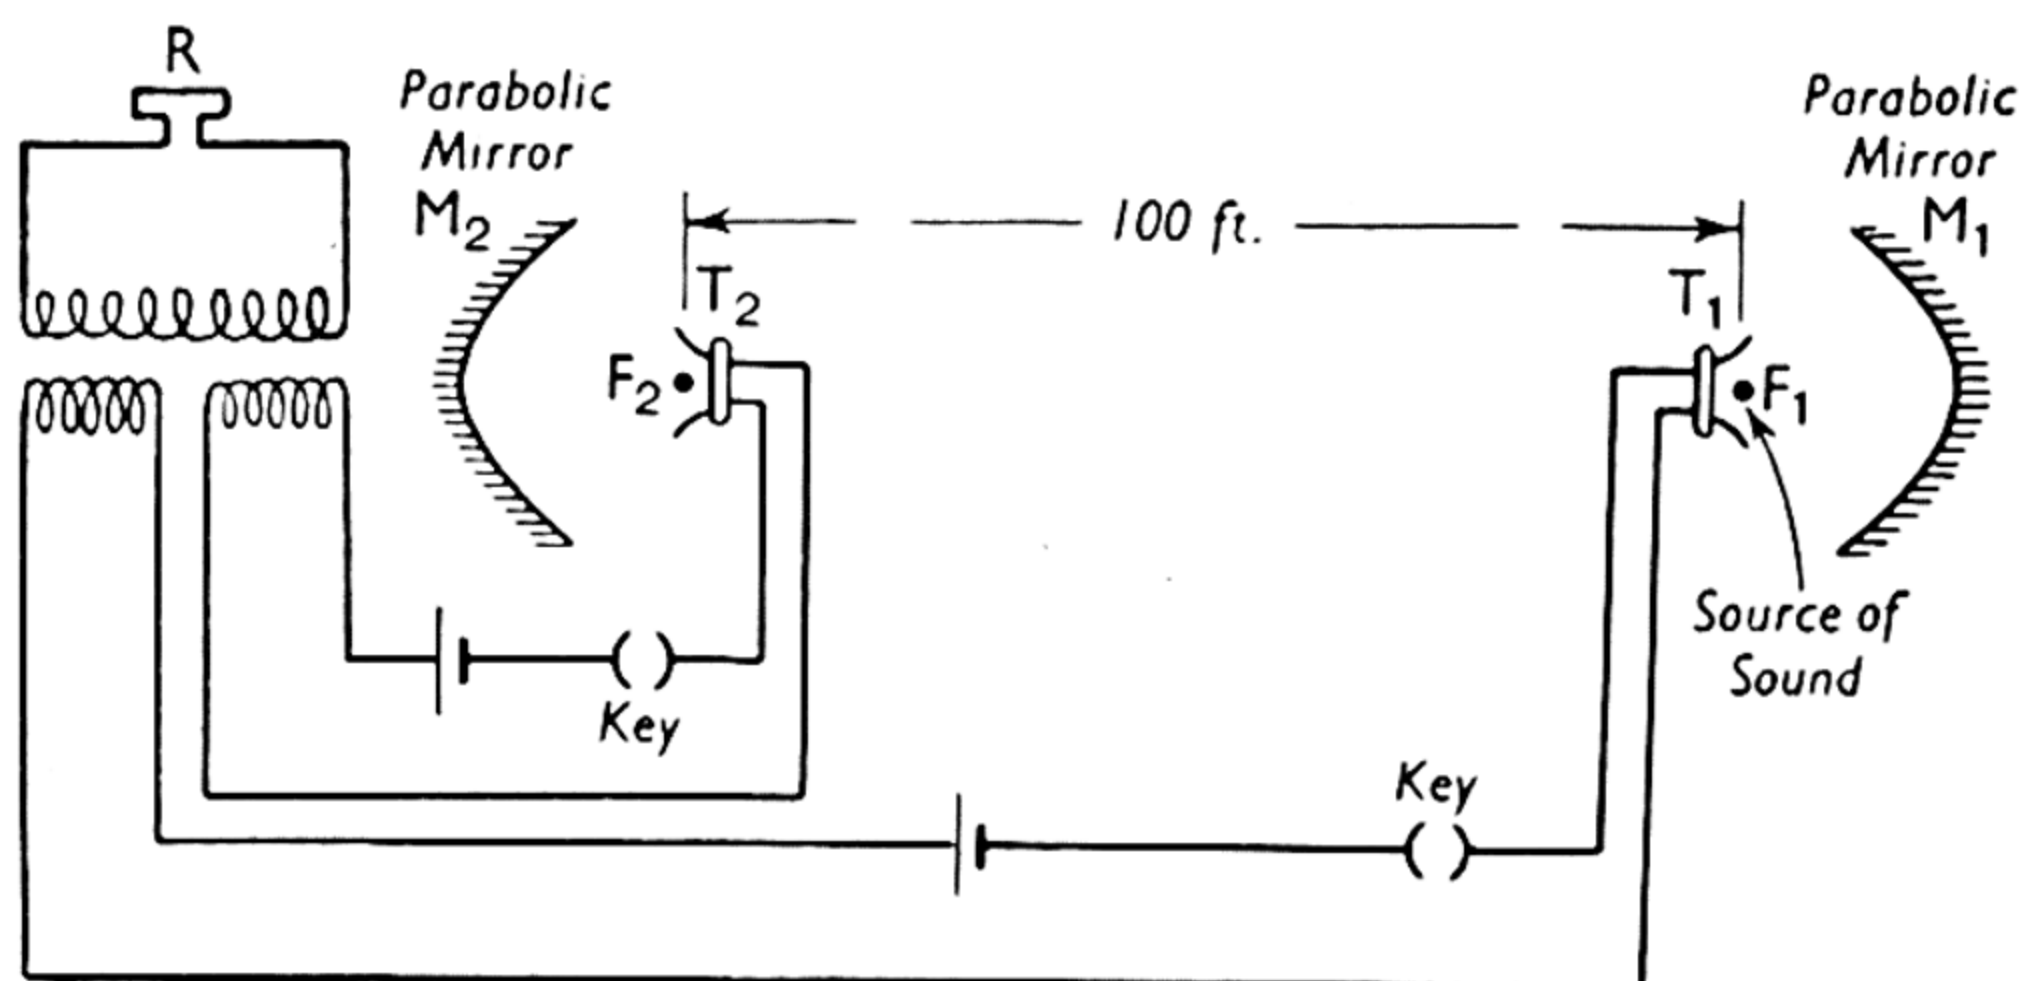 R
Parabolic
Mirror
M2
100 ft.
Parabolic
Mirror
M1
T2
T1
F2
F1
Source of
Sound
Key
Key